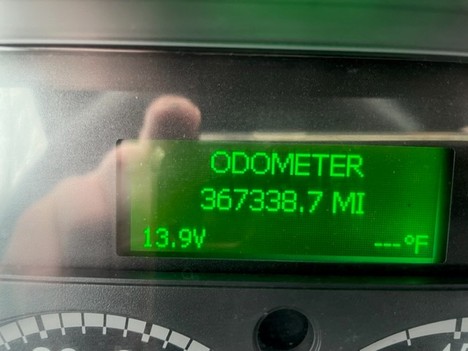 ODOMETER
367338.7 MI
13.9V ---°F